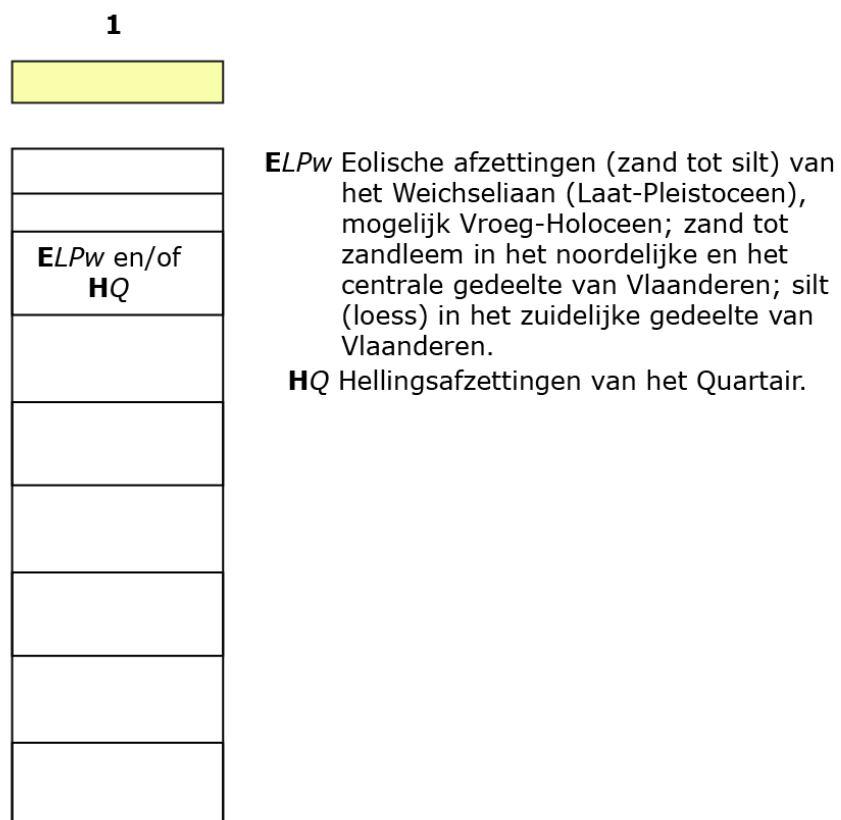 1
ELPw en/of
HQ
ELPw Eolische afzettingen (zand tot silt) van
het Weichseliaan (Laat-Pleistoceen),
mogelijk Vroeg-Holoceen; zand tot
zandleem in het noordelijke en het
centrale gedeelte van Vlaanderen; silt
(loess) in het zuidelijke gedeelte van
Vlaanderen.
HQ Hellingsafzettingen van het Quartair.